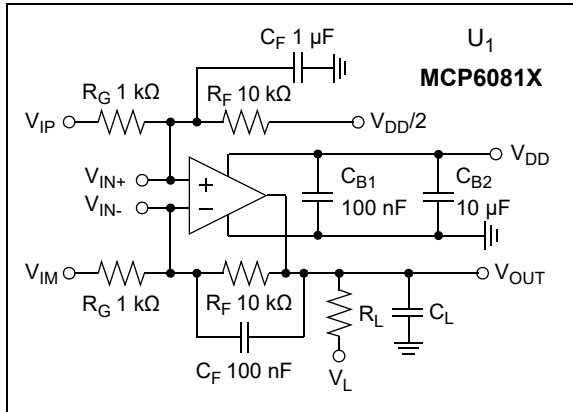 C_F 1 µF
U_1
MCP6081X
R_G 1 kΩ
R_F 10 kΩ
V_IP
V_DD/2
V_IN+
V_IN-
+
−
V_DD
C_B1
100 nF
C_B2
10 µF
V_IM
R_G 1 kΩ
R_F 10 kΩ
V_OUT
C_F 100 nF
R_L
C_L
V_L